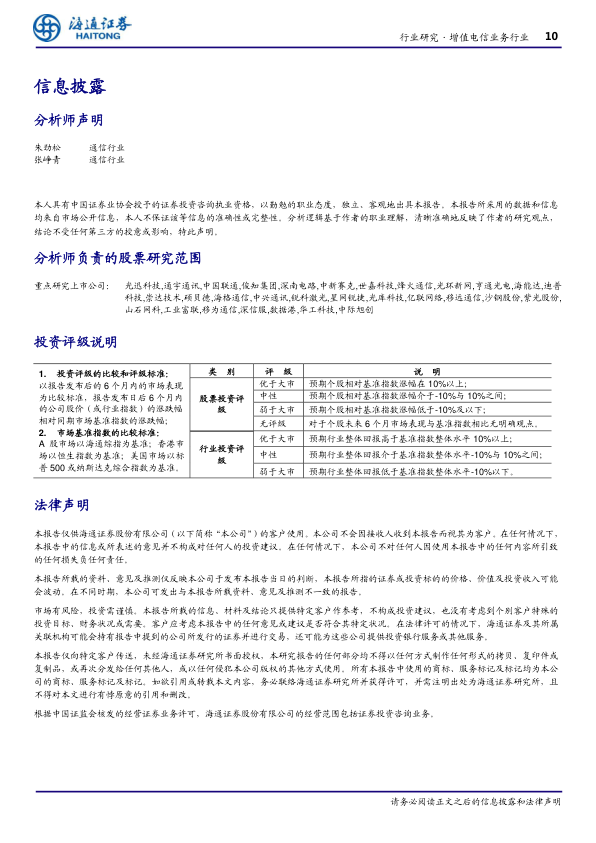 海通证券
HAITONG
行业研究·增值电信业务行业 10
信息披露
分析师声明
朱劲松 通信行业
张峥青 通信行业
本人具有中国证券业协会授予的证券投资咨询执业资格，以勤勉的职业态度，独立、客观地出具本报告。本报告所采用的数据和信息
均来自市场公开信息，本人不保证该等信息的准确性或完整性。分析逻辑基于作者的职业理解，清晰准确地反映了作者的研究观点，
结论不受任何第三方的授意或影响，特此声明。
分析师负责的股票研究范围
重点研究上市公司： 光迅科技,通宇通讯,中国联通,俊知集团,深南电路,中新赛克,世嘉科技,烽火通信,光环新网,亨通光电,海能达,迪普
科技,崇达技术,硕贝德,海格通信,中兴通讯,锐科激光,星网锐捷,光库科技,亿联网络,移远通信,沙钢股份,紫光股份,
山石网科,工业富联,移为通信,深信服,数据港,华工科技,中际旭创
投资评级说明
1. 投资评级的比较和评级标准：
以报告发布后的 6 个月内的市场表现
为比较标准，报告发布日后 6 个月内
的公司股价（或行业指数）的涨跌幅
相对同期市场基准指数的涨跌幅；
2. 市场基准指数的比较标准：
A 股市场以海通综指为基准；香港市
场以恒生指数为基准；美国市场以标
普 500 或纳斯达克综合指数为基准。
类 别 评 级 说 明
股票投资评级
优于大市 预期个股相对基准指数涨幅在 10%以上；
中性 预期个股相对基准指数涨幅介于-10%与 10%之间；
弱于大市 预期个股相对基准指数涨幅低于-10%及以下；
无评级 对于个股未来 6 个月市场表现与基准指数相比无明确观点。
行业投资评级
优于大市 预期行业整体回报高于基准指数整体水平 10%以上；
中性 预期行业整体回报介于基准指数整体水平-10%与 10%之间；
弱于大市 预期行业整体回报低于基准指数整体水平-10%以下。
法律声明
本报告仅供海通证券股份有限公司（以下简称“本公司”）的客户使用。本公司不会因接收人收到本报告而视其为客户。在任何情况下，
本报告中的信息或所表述的意见并不构成对任何人的投资建议。在任何情况下，本公司不对任何人因使用本报告中的任何内容所引致
的任何损失负任何责任。
本报告所载的资料、意见及推测仅反映本公司于发布本报告当日的判断，本报告所指的证券或投资标的的价格、价值及投资收入可能
会波动。在不同时期，本公司可发出与本报告所载资料、意见及推测不一致的报告。
市场有风险，投资需谨慎。本报告所载的信息、材料及结论只提供特定客户作参考，不构成投资建议，也没有考虑到个别客户特殊的
投资目标、财务状况或需要。客户应考虑本报告中的任何意见或建议是否符合其特定状况。在法律许可的情况下，海通证券及其所属
关联机构可能会持有报告中提到的公司所发行的证券并进行交易，还可能为这些公司提供投资银行服务或其他服务。
本报告仅向特定客户传送，未经海通证券研究所书面授权，本研究报告的任何部分均不得以任何方式制作任何形式的拷贝、复印件或
复制品，或再次分发给任何其他人，或以任何侵犯本公司版权的其他方式使用。所有本报告中使用的商标、服务标记及标记均为本公
司的商标、服务标记及标记。如欲引用或转载本文内容，务必联络海通证券研究所并获得许可，并需注明出处为海通证券研究所，且
不得对本文进行有悖原意的引用和删改。
根据中国证监会核发的经营证券业务许可，海通证券股份有限公司的经营范围包括证券投资咨询业务。
请务必阅读正文之后的信息披露和法律声明